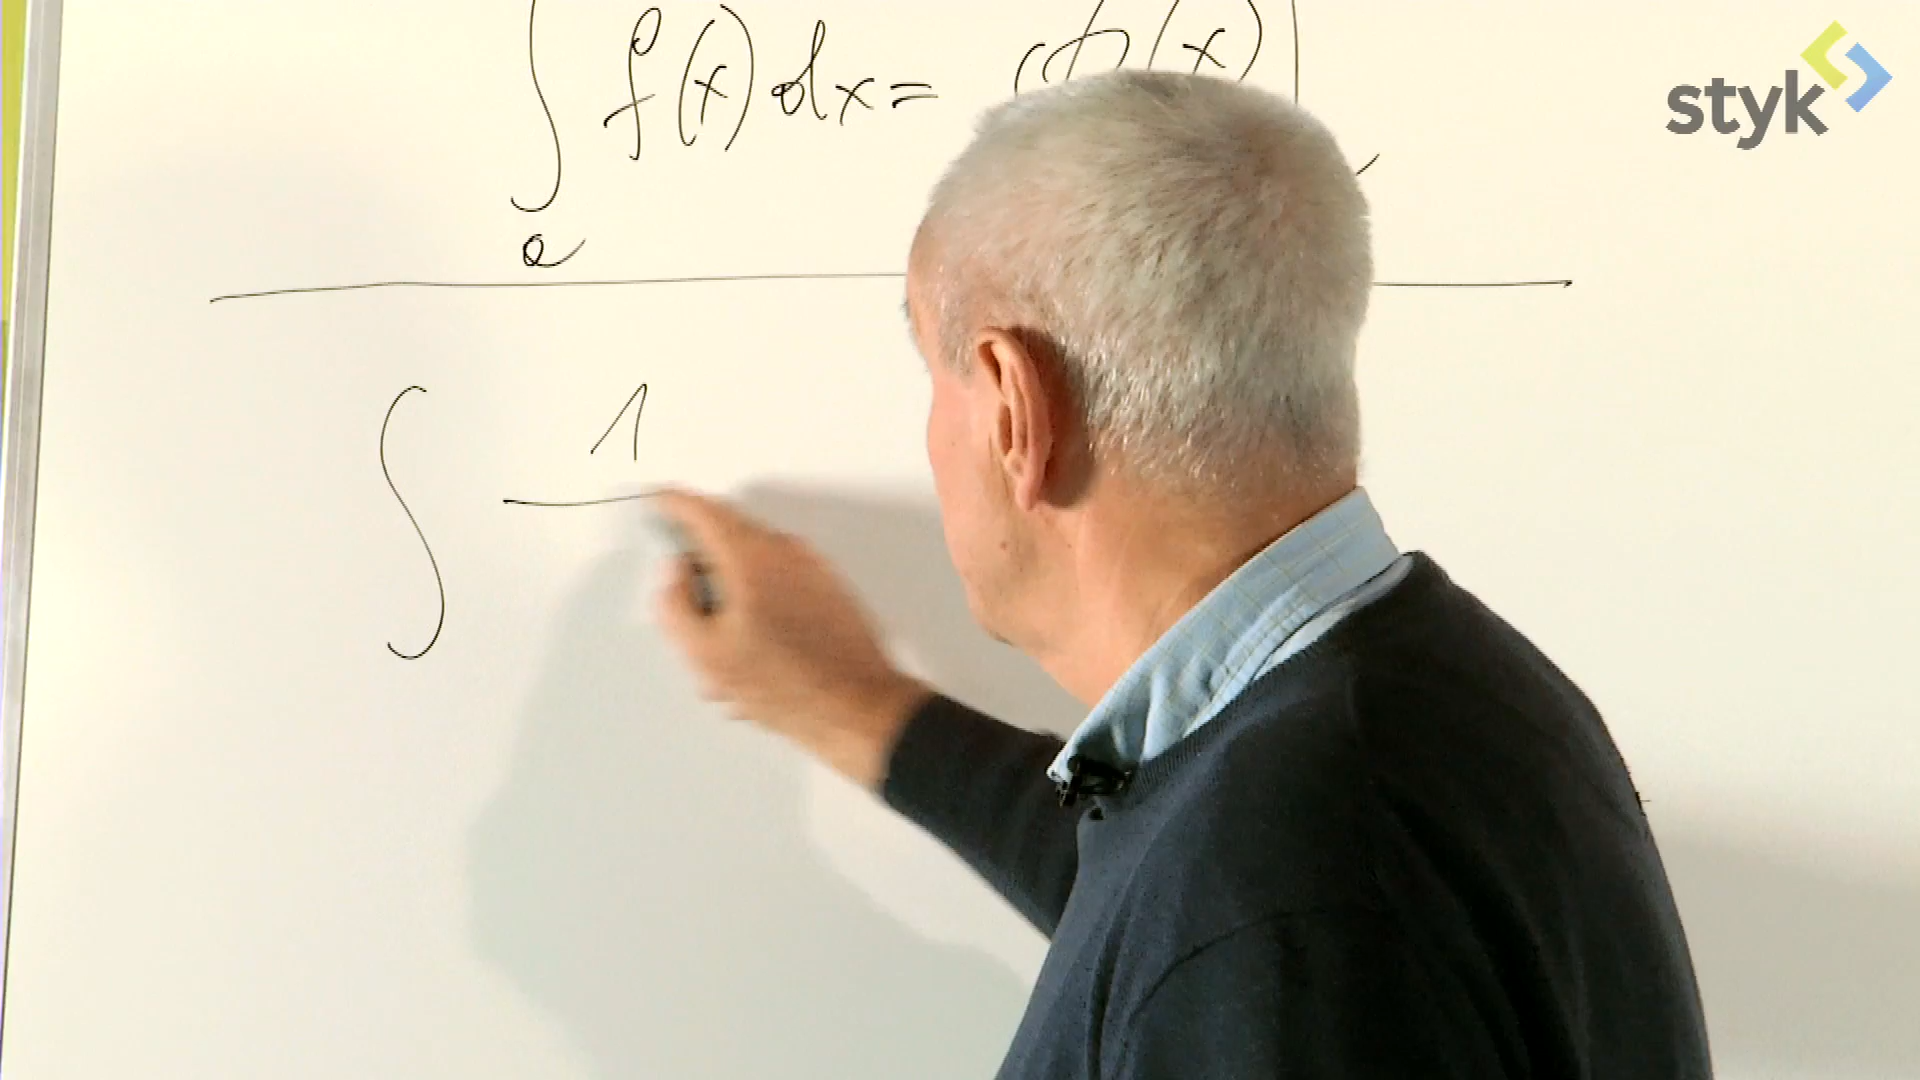 styk
∫ f(x) dx = (x)
a
∫ 1